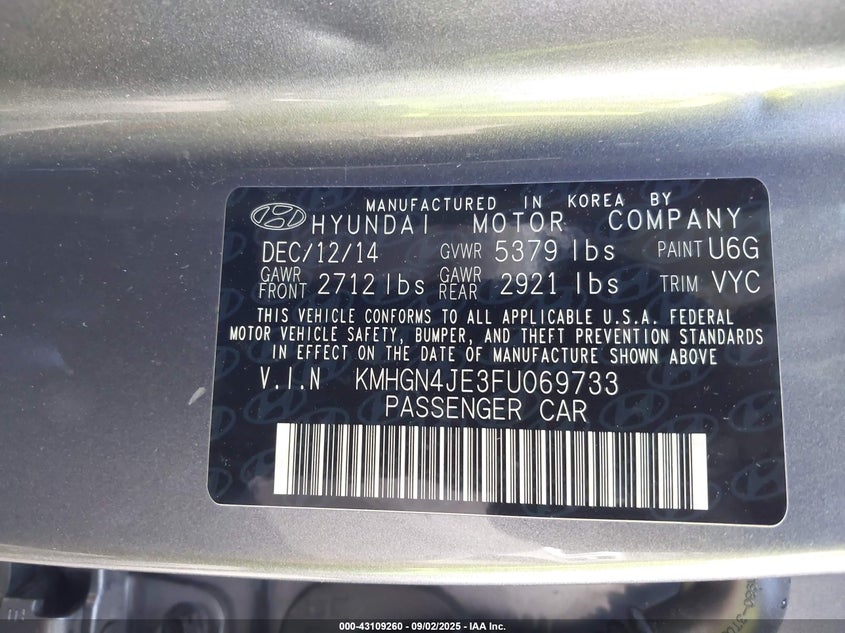 MANUFACTURED IN KOREA BY
HYUNDAI MOTOR COMPANY
DEC/12/14 GVWR 5379 lbs PAINT U6G
GAWR FRONT 2712 lbs GAWR REAR 2921 lbs TRIM VYC
THIS VEHICLE CONFORMS TO ALL APPLICABLE U.S.A. FEDERAL
MOTOR VEHICLE SAFETY, BUMPER, AND THEFT PREVENTION STANDARDS
IN EFFECT ON THE DATE OF MANUFACTURE SHOWN ABOVE
V.I.N KMHGN4JE3FU069733
PASSENGER CAR
000-43109260 - 09/02/2025 - IAA Inc.